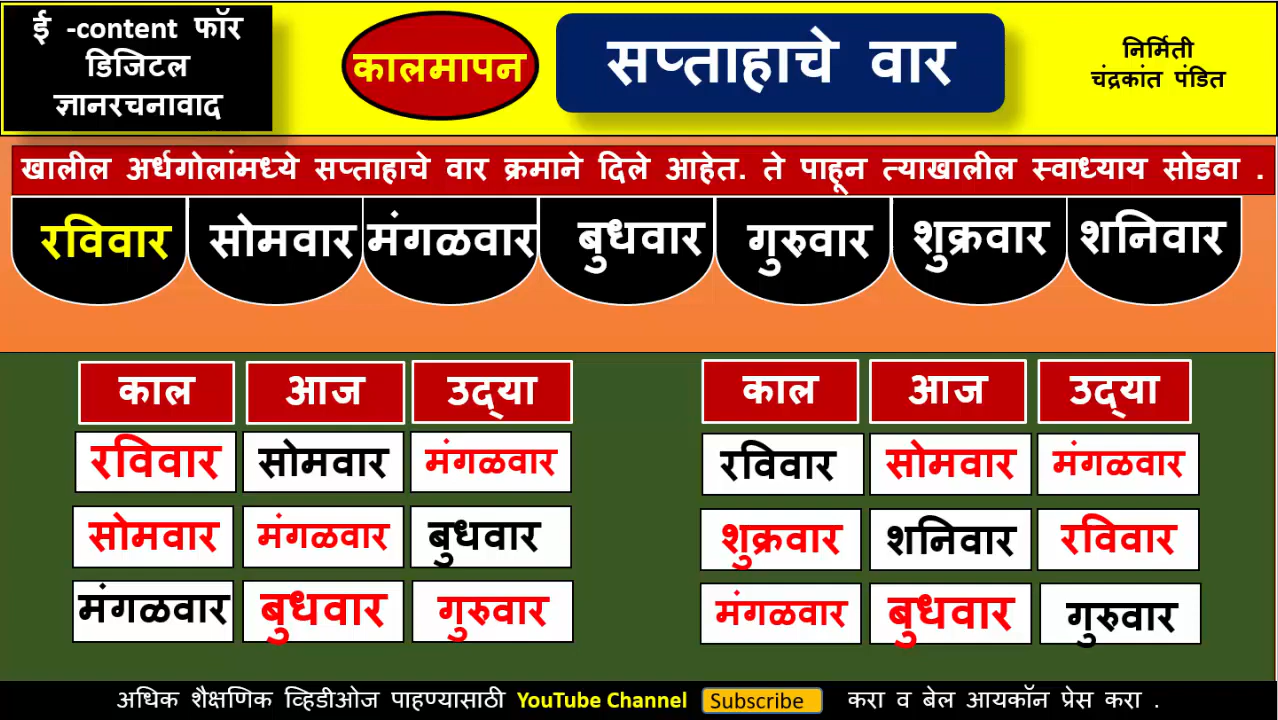 ई -content फॉर
डिजिटल
ज्ञानरचनावाद
कालमापन
सप्ताहाचे वार
निर्मिती
चंद्रकांत पंडित
खालील अर्धगोलांमध्ये सप्ताहाचे वार क्रमाने दिले आहेत. ते पाहून त्याखालील स्वाध्याय सोडवा .
रविवार सोमवार मंगळवार बुधवार गुरुवार शुक्रवार शनिवार
काल आज उद्या
रविवार सोमवार मंगळवार
सोमवार मंगळवार बुधवार
मंगळवार बुधवार गुरुवार
काल आज उद्या
रविवार सोमवार मंगळवार
शुक्रवार शनिवार रविवार
मंगळवार बुधवार गुरुवार
अधिक शैक्षणिक व्हिडीओज पाहण्यासाठी YouTube Channel Subscribe करा व बेल आयकॉन प्रेस करा .